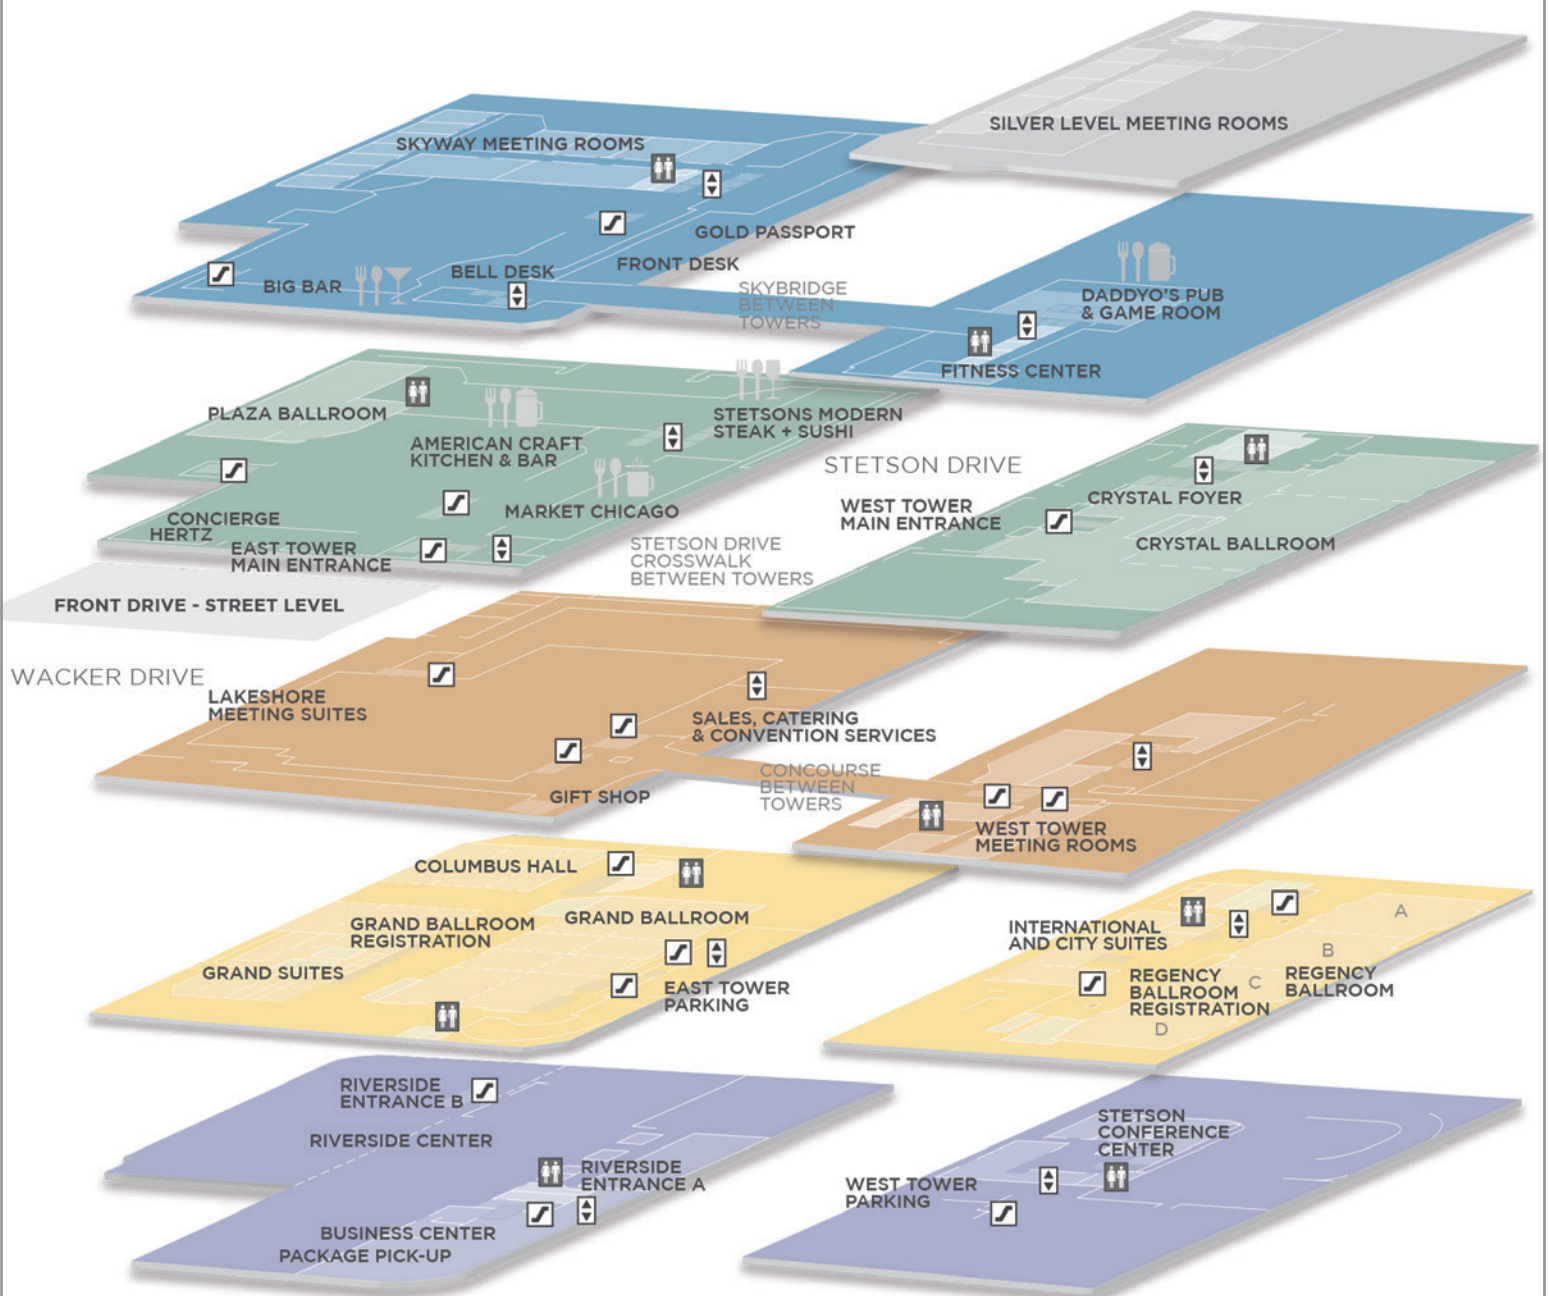 SILVER LEVEL MEETING ROOMS
SKYWAY MEETING ROOMS
GOLD PASSPORT
FRONT DESK
BELL DESK
BIG BAR
SKYBRIDGE
BETWEEN
TOWERS
DADDYO'S PUB
& GAME ROOM
FITNESS CENTER
PLAZA BALLROOM
AMERICAN CRAFT
KITCHEN & BAR
STETSONS MODERN
STEAK + SUSHI
MARKET CHICAGO
CONCIERGE
HERTZ
EAST TOWER
MAIN ENTRANCE
STETSON DRIVE
CROSSWALK
BETWEEN TOWERS
STETSON DRIVE
WEST TOWER
MAIN ENTRANCE
CRYSTAL FOYER
CRYSTAL BALLROOM
FRONT DRIVE - STREET LEVEL
WACKER DRIVE
LAKESHORE
MEETING SUITES
SALES, CATERING
& CONVENTION SERVICES
GIFT SHOP
CONCOURSE
BETWEEN
TOWERS
WEST TOWER
MEETING ROOMS
COLUMBUS HALL
GRAND BALLROOM
REGISTRATION
GRAND BALLROOM
GRAND SUITES
EAST TOWER
PARKING
INTERNATIONAL
AND CITY SUITES
A
B
C
D
REGENCY
BALLROOM
REGISTRATION
REGENCY
BALLROOM
RIVERSIDE
ENTRANCE B
RIVERSIDE CENTER
RIVERSIDE
ENTRANCE A
BUSINESS CENTER
PACKAGE PICK-UP
STETSON
CONFERENCE
CENTER
WEST TOWER
PARKING